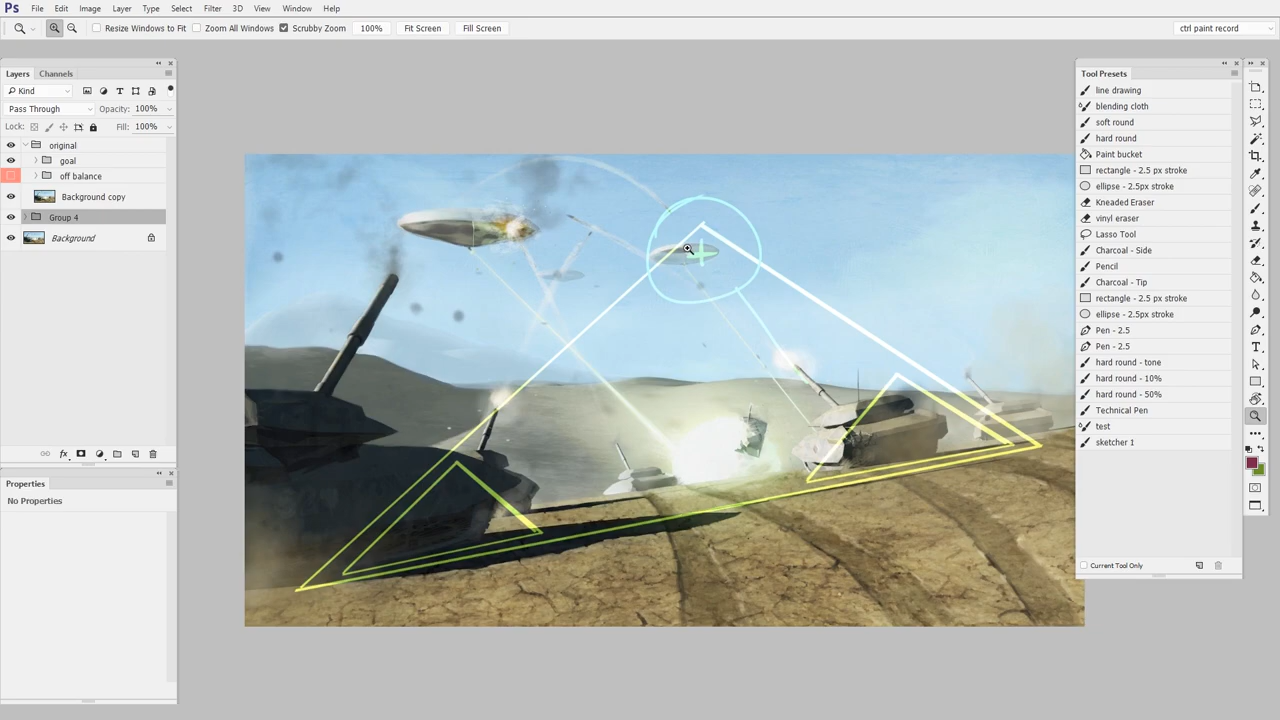 Ps File Edit Image Layer Type Select Filter 3D View Window Help
Resize Windows to Fit Zoom All Windows Scrubby Zoom 100% Fit Screen Fill Screen ctrl paint record
Layers Channels
Kind
Pass Through Opacity: 100%
Lock: Fill: 100%
original
goal
off balance
Background copy
Group 4
Background
fx
Properties
No Properties
Tool Presets
line drawing
blending cloth
soft round
hard round
Paint bucket
rectangle - 2.5 px stroke
ellipse - 2.5px stroke
Kneaded Eraser
vinyl eraser
Lasso Tool
Charcoal - Side
Pencil
Charcoal - Tip
rectangle - 2.5 px stroke
ellipse - 2.5px stroke
Pen - 2.5
Pen - 2.5
hard round - tone
hard round - 10%
hard round - 50%
Technical Pen
test
sketcher 1
Current Tool Only